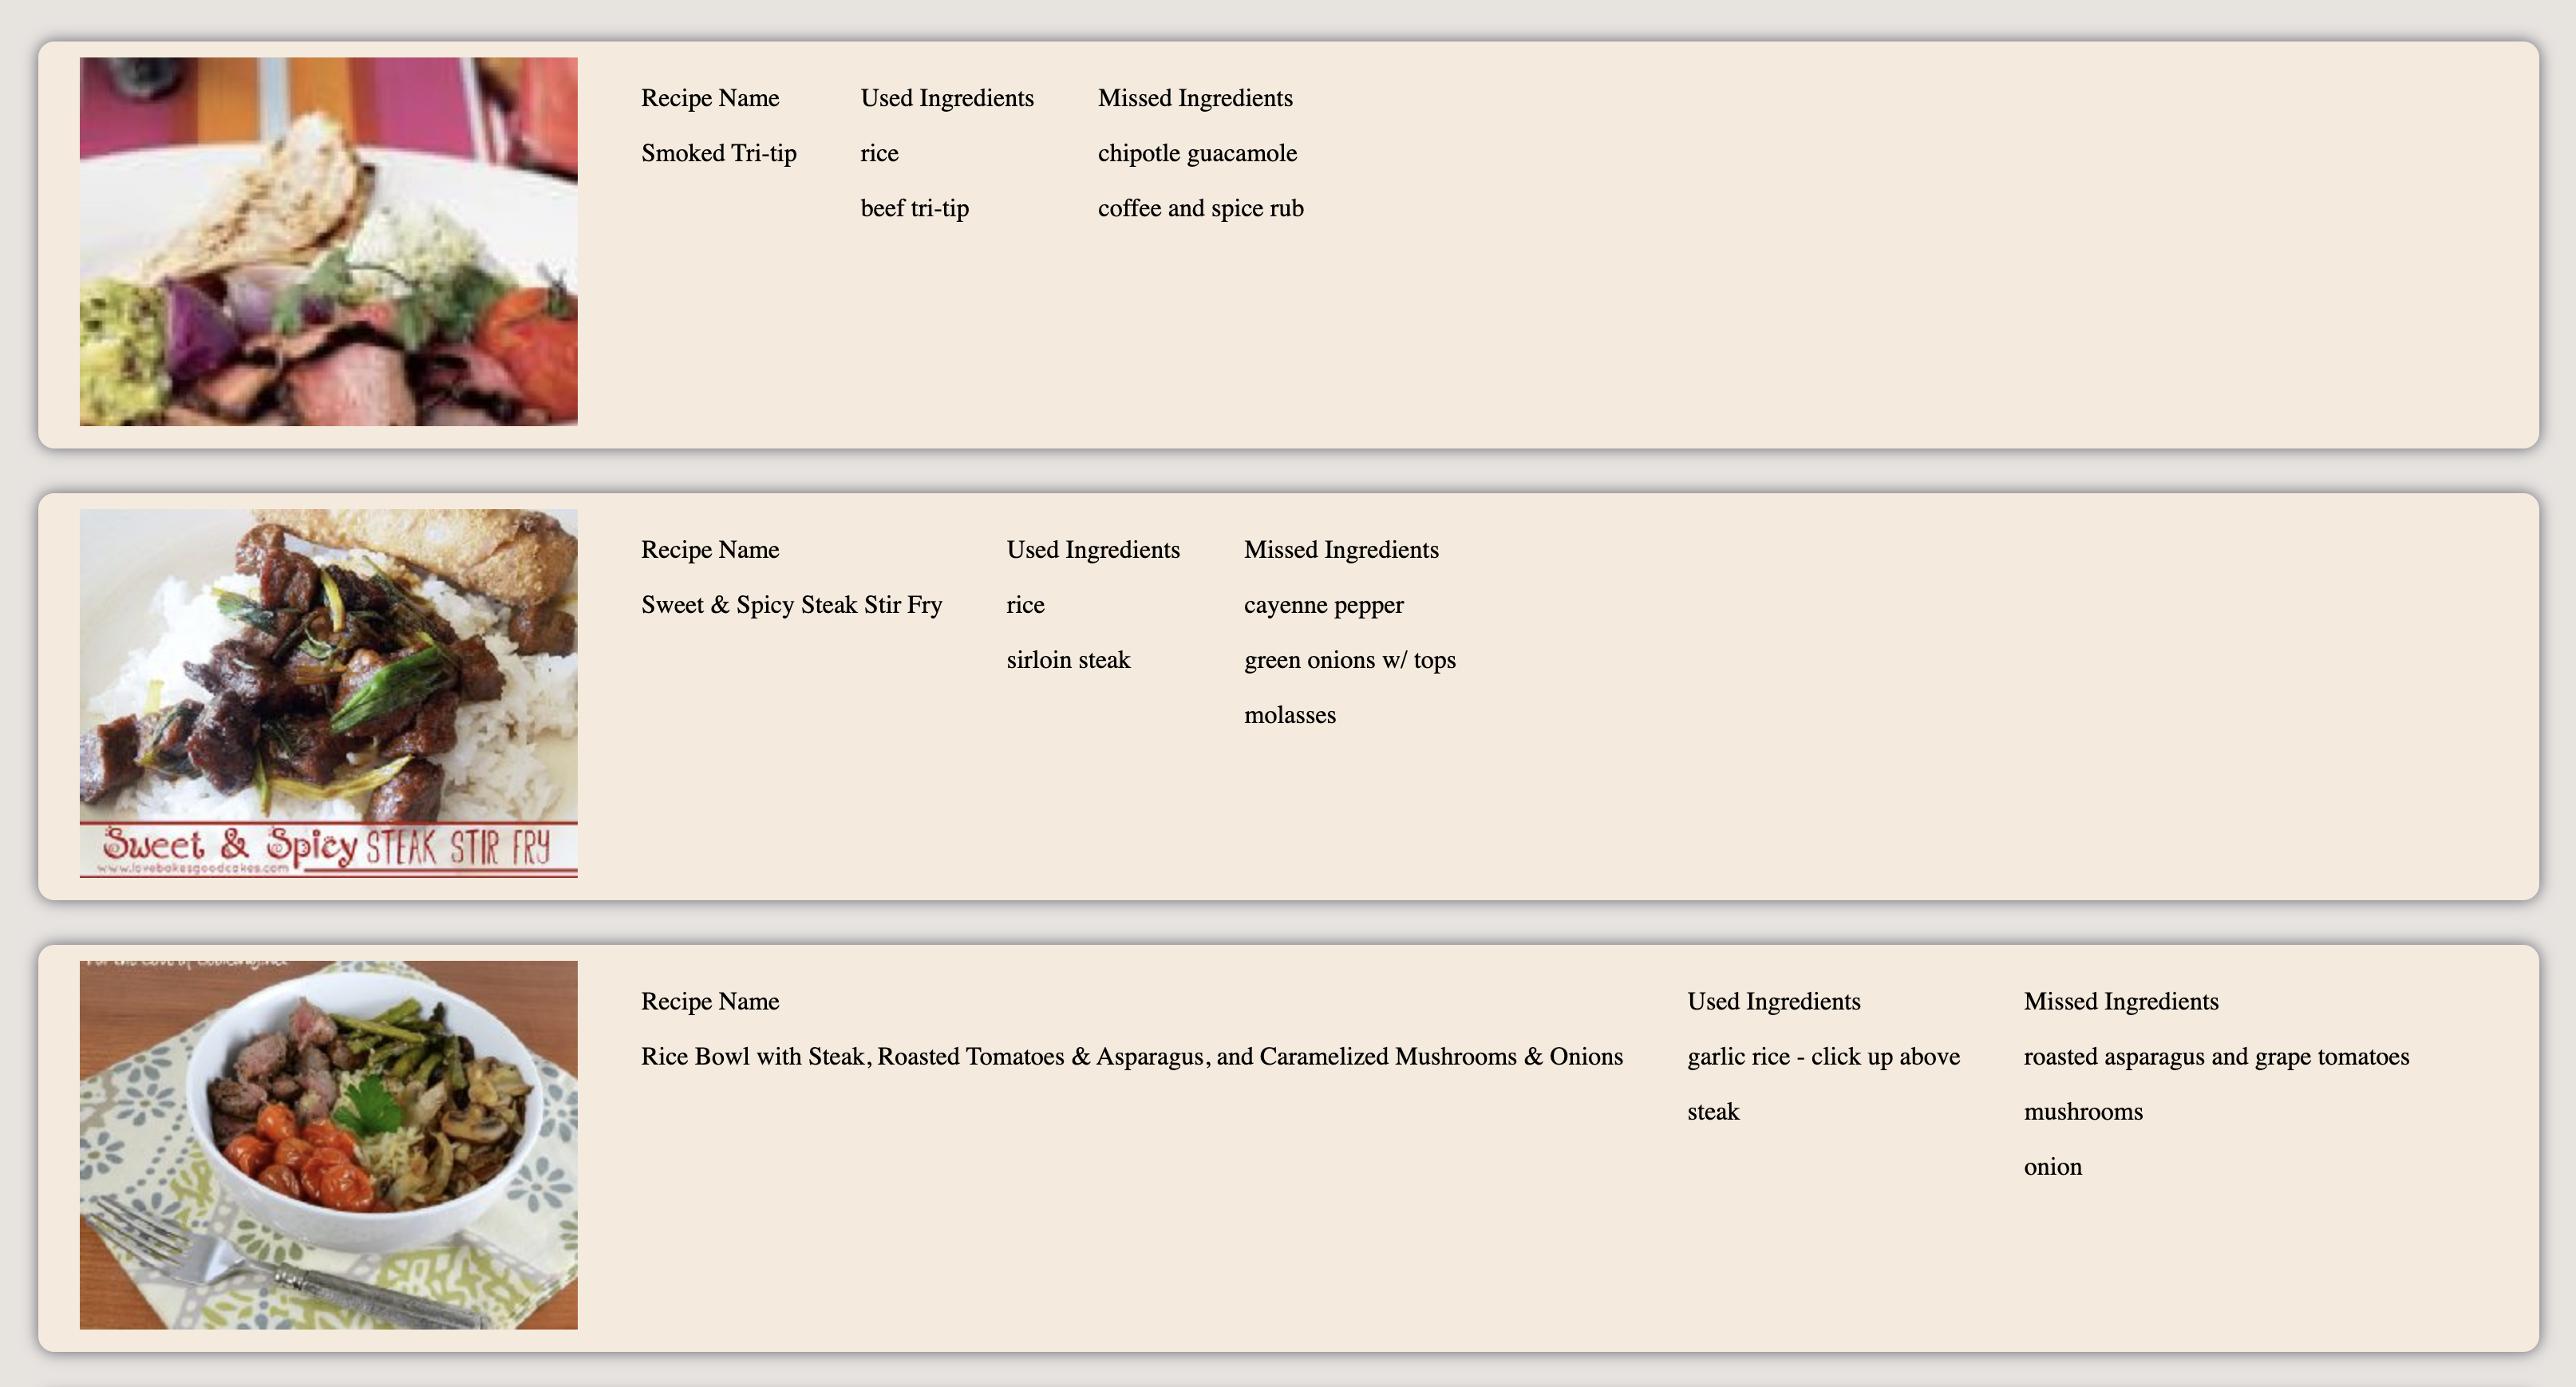 Recipe Name
Smoked Tri-tip
Used Ingredients
rice
beef tri-tip
Missed Ingredients
chipotle guacamole
coffee and spice rub
Sweet & Spicy STEAK STIR FRY
www.lovebakesgoodcakes.com
Recipe Name
Sweet & Spicy Steak Stir Fry
Used Ingredients
rice
sirloin steak
Missed Ingredients
cayenne pepper
green onions w/ tops
molasses
Recipe Name
Rice Bowl with Steak, Roasted Tomatoes & Asparagus, and Caramelized Mushrooms & Onions
Used Ingredients
garlic rice - click up above
steak
Missed Ingredients
roasted asparagus and grape tomatoes
mushrooms
onion